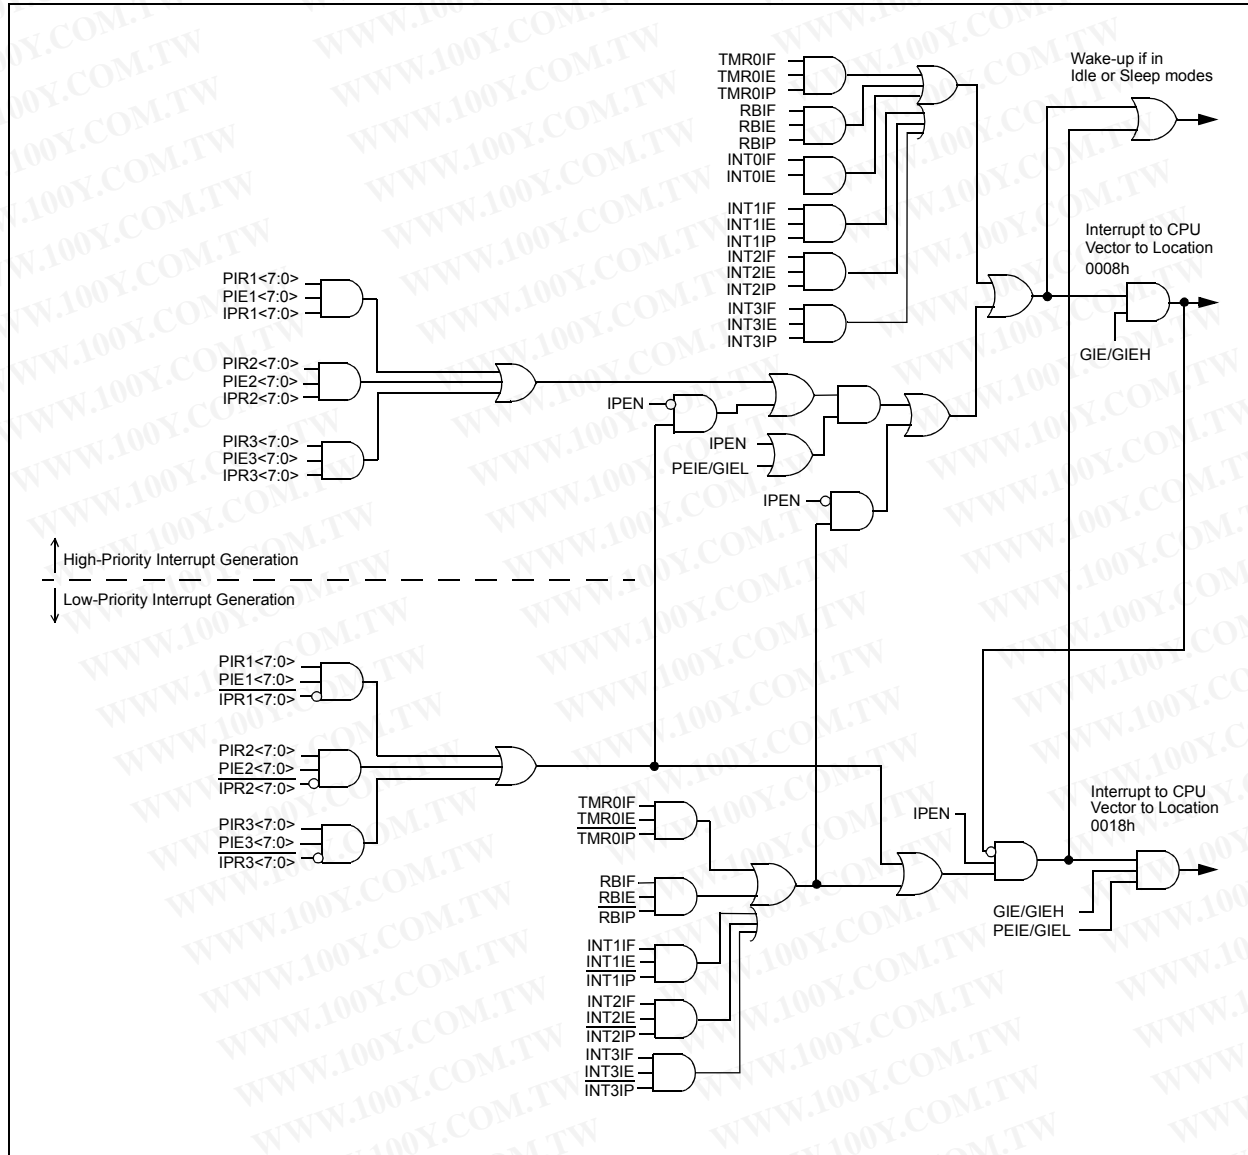 Wake-up if in
Idle or Sleep modes
TMR0IF
TMR0IE
TMR0IP
RBIF
RBIE
RBIP
INT0IF
INT0IE
INT1IF
INT1IE
INT1IP
INT2IF
INT2IE
INT2IP
INT3IF
INT3IE
INT3IP
Interrupt to CPU
Vector to Location
0008h
GIE/GIEH
PIR1<7:0>
PIE1<7:0>
IPR1<7:0>
PIR2<7:0>
PIE2<7:0>
IPR2<7:0>
PIR3<7:0>
PIE3<7:0>
IPR3<7:0>
IPEN
IPEN
PEIE/GIEL
IPEN
High-Priority Interrupt Generation
Low-Priority Interrupt Generation
PIR1<7:0>
PIE1<7:0>
IPR1<7:0>
PIR2<7:0>
PIE2<7:0>
IPR2<7:0>
PIR3<7:0>
PIE3<7:0>
IPR3<7:0>
TMR0IF
TMR0IE
TMR0IP
RBIF
RBIE
RBIP
INT1IF
INT1IE
INT1IP
INT2IF
INT2IE
INT2IP
INT3IF
INT3IE
INT3IP
IPEN
Interrupt to CPU
Vector to Location
0018h
GIE/GIEH
PEIE/GIEL
WWW.100Y.COM.TW